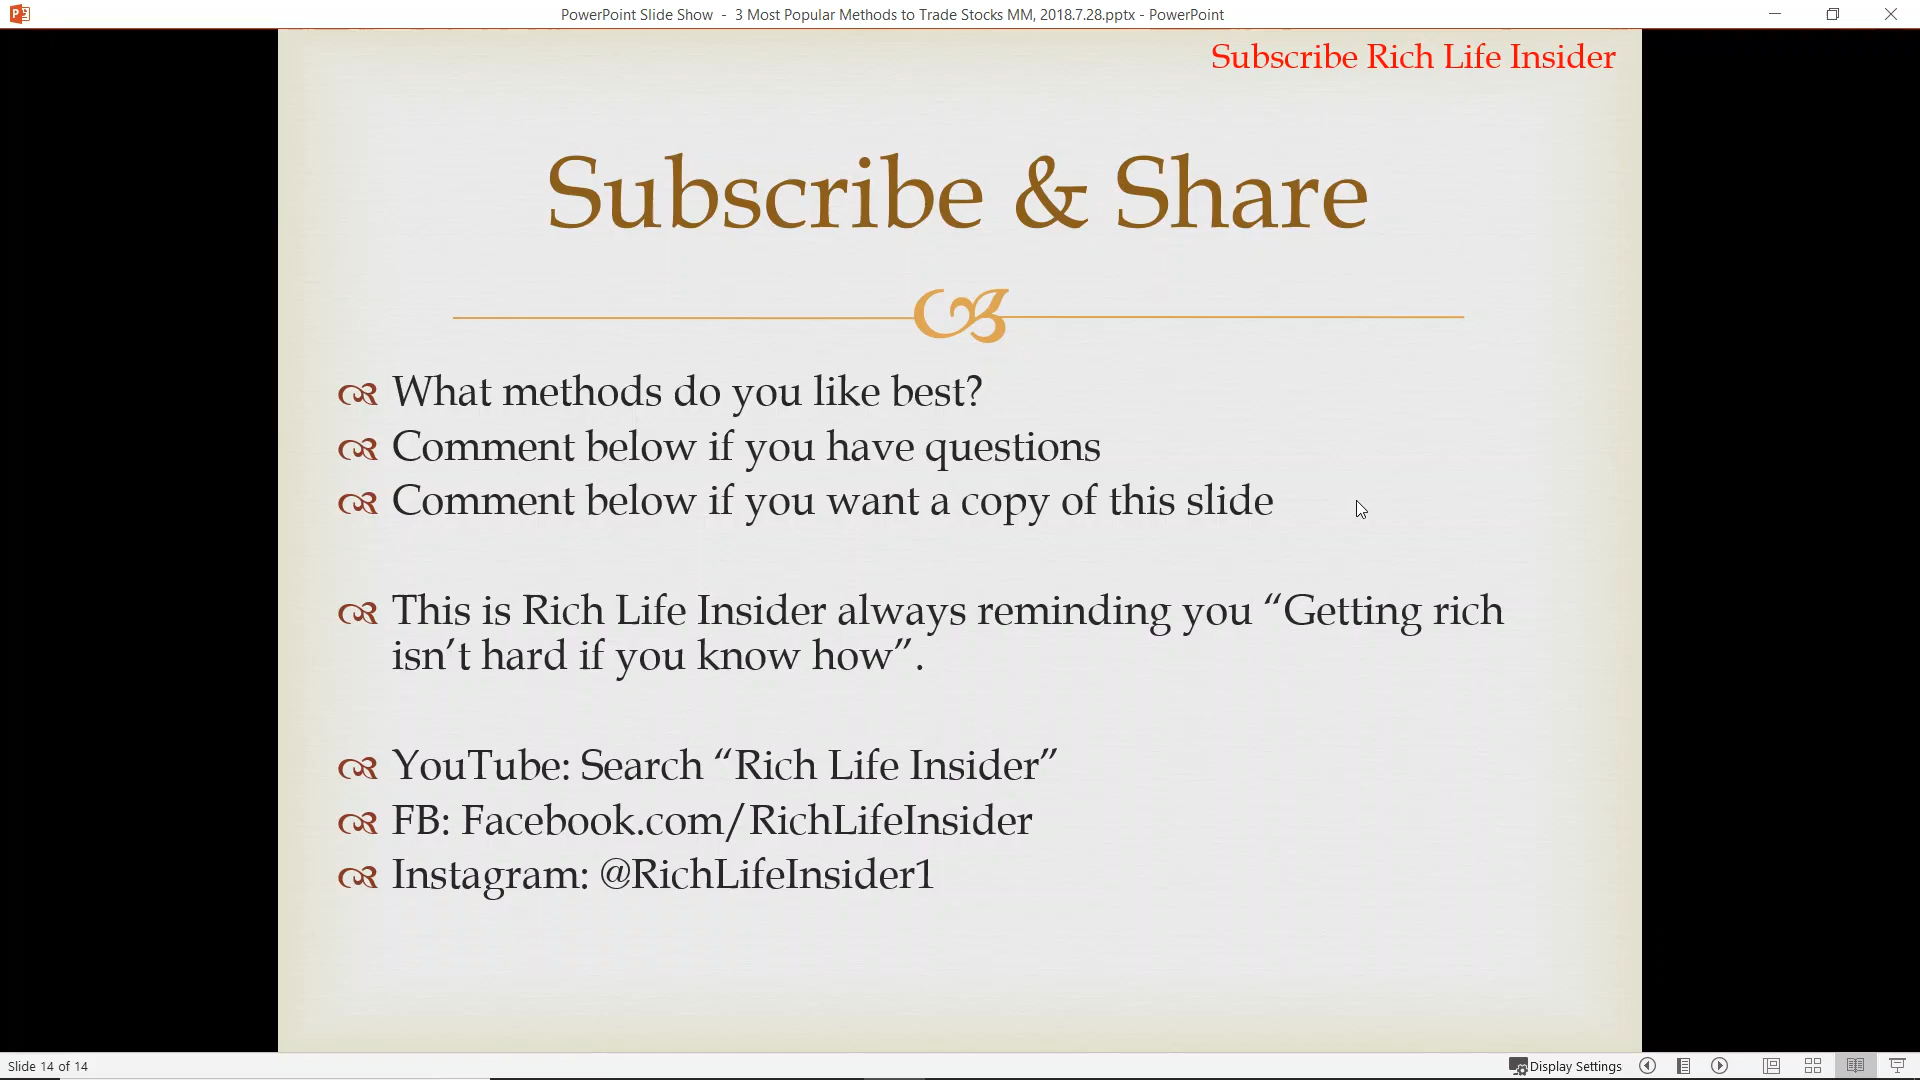 PowerPoint Slide Show - 3 Most Popular Methods to Trade Stocks MM, 2018.7.28.pptx - PowerPoint
Subscribe Rich Life Insider
Subscribe & Share
What methods do you like best?
Comment below if you have questions
Comment below if you want a copy of this slide
This is Rich Life Insider always reminding you “Getting rich
isn’t hard if you know how”.
YouTube: Search “Rich Life Insider”
FB: Facebook.com/RichLifeInsider
Instagram: @RichLifeInsider1
Slide 14 of 14
Display Settings